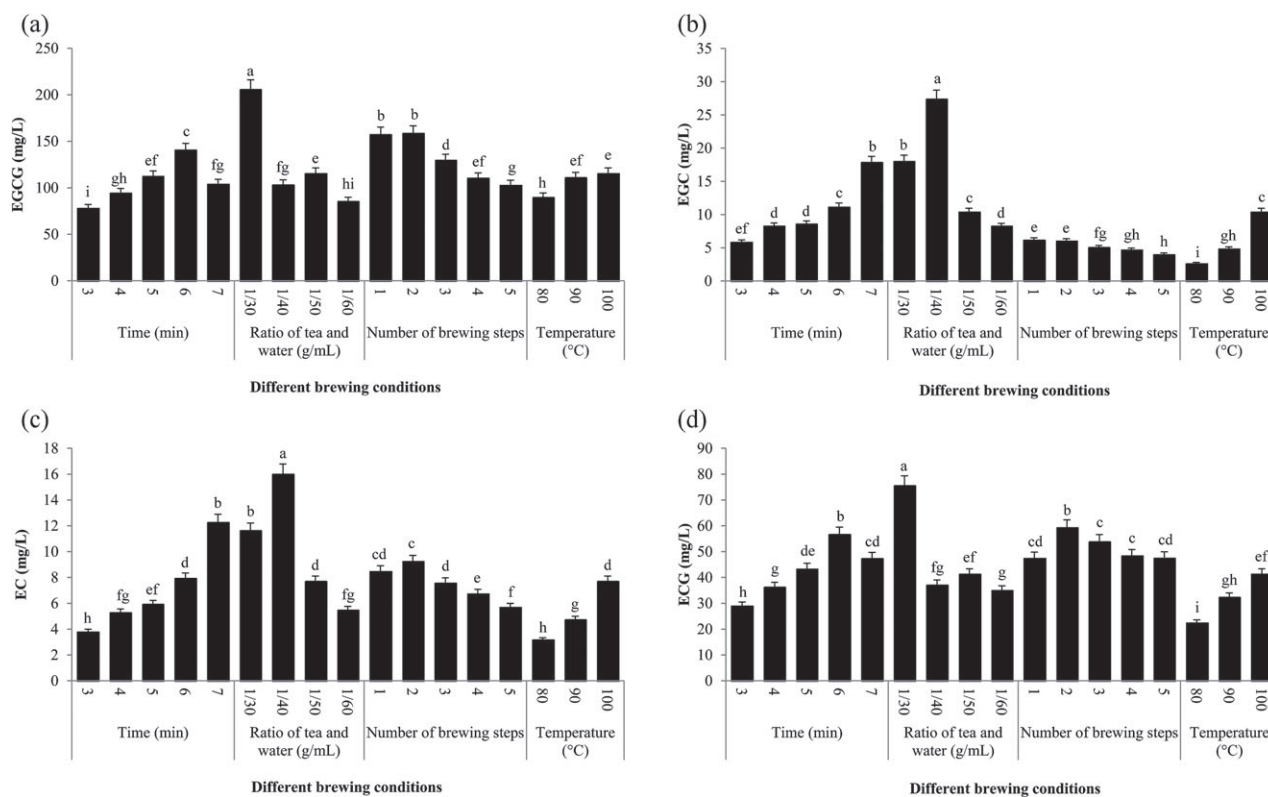 (a)
250
200
150
100
50
0
EGCG (mg/L)
i gh ef c fg a fg e hi b b d ef g h ef e
3 4 5 6 7 1/30 1/40 1/50 1/60 1 2 3 4 5 80 90 100
Time (min) Ratio of tea and Number of brewing steps Temperature
water (g/mL) (°C)
Different brewing conditions
(b)
35
30
25
20
15
10
5
0
EGC (mg/L)
ef d d c b b a c d e e fg gh h i gh c
3 4 5 6 7 1/30 1/40 1/50 1/60 1 2 3 4 5 80 90 100
Time (min) Ratio of tea and Number of brewing steps Temperature
water (g/mL) (°C)
Different brewing conditions
(c)
18
16
14
12
10
8
6
4
2
0
EC (mg/L)
h fg ef d b b a d fg cd c d e f h g d
3 4 5 6 7 1/30 1/40 1/50 1/60 1 2 3 4 5 80 90 100
Time (min) Ratio of tea and Number of brewing steps Temperature
water (g/mL) (°C)
Different brewing conditions
(d)
90
80
70
60
50
40
30
20
10
0
ECG (mg/L)
h g de b cd a fg ef g cd b c cd cd i gh ef
3 4 5 6 7 1/30 1/40 1/50 1/60 1 2 3 4 5 80 90 100
Time (min) Ratio of tea and Number of brewing steps Temperature
water (g/mL) (°C)
Different brewing conditions